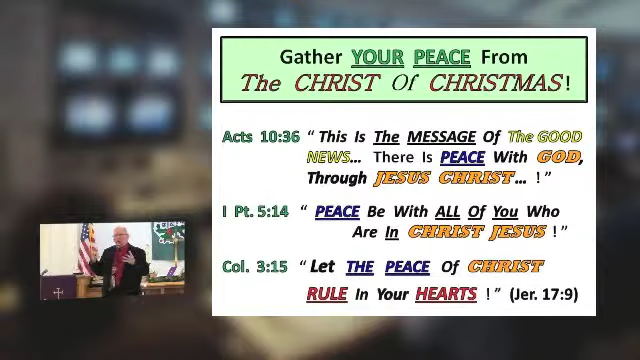 Gather YOUR PEACE From
The CHRIST Of CHRISTMAS!
Acts 10:36 “ This Is The MESSAGE Of The GOOD
NEWS... There Is PEACE With GOD,
Through JESUS CHRIST... ! ”
I Pt. 5:14 “ PEACE Be With ALL Of You Who
Are In CHRIST JESUS ! ”
Col. 3:15 “ Let THE PEACE Of CHRIST
RULE In Your HEARTS ! ” (Jer. 17:9)